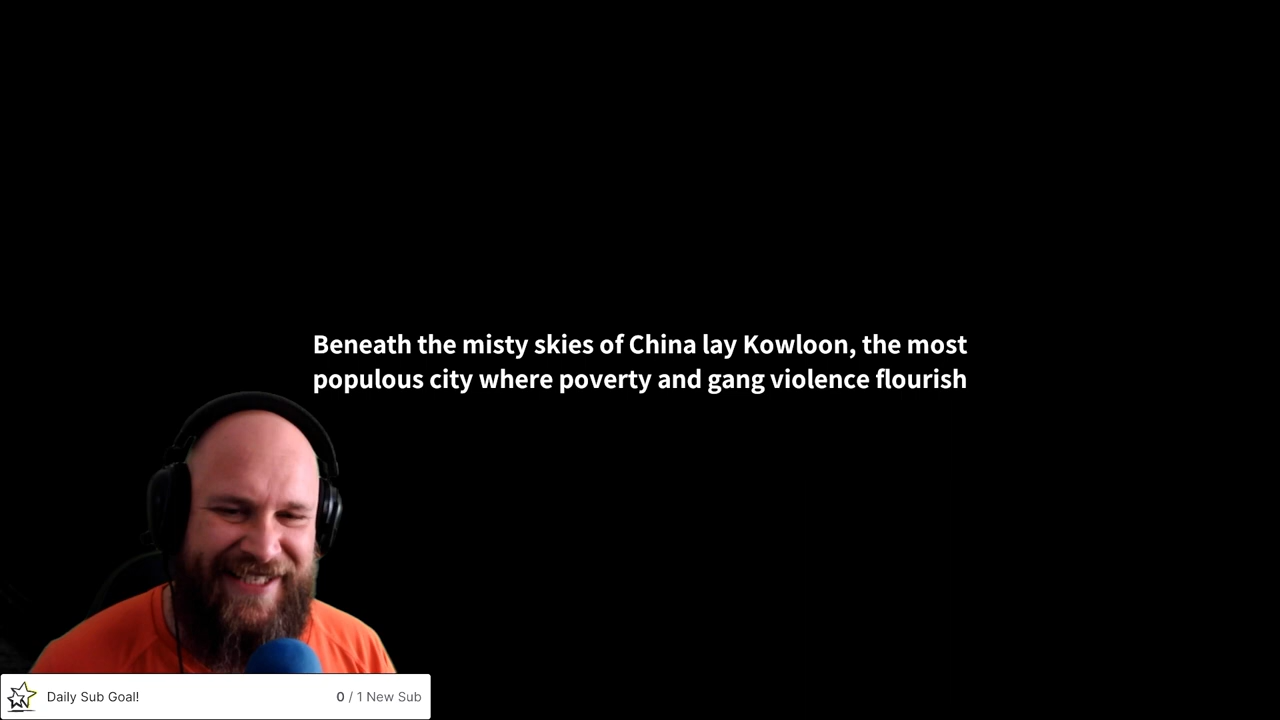 Beneath the misty skies of China lay Kowloon, the most
populous city where poverty and gang violence flourish
Daily Sub Goal!
0 / 1 New Sub